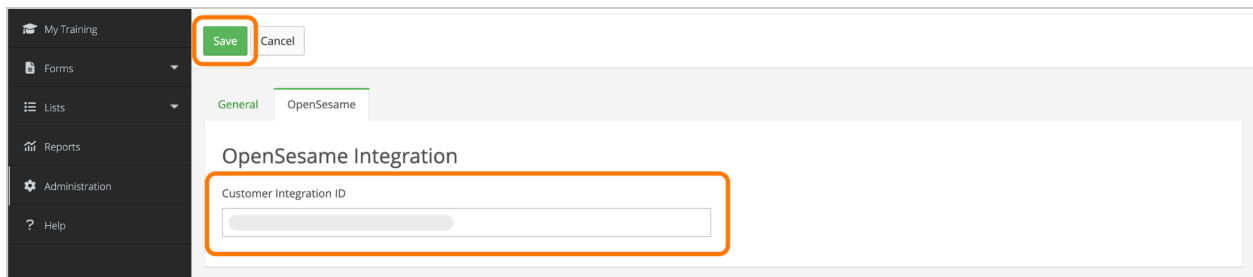 My Training
Forms
Lists
Reports
Administration
? Help
Save Cancel
General OpenSesame
OpenSesame Integration
Customer Integration ID